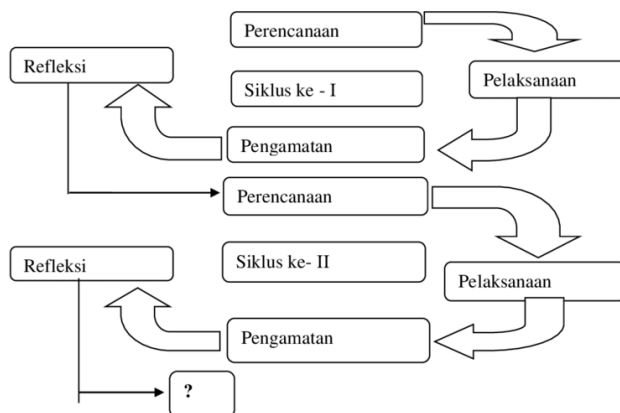 Perencanaan
Refleksi
Pelaksanaan
Siklus ke - I
Pengamatan
Perencanaan
Refleksi
Siklus ke- II
Pelaksanaan
Pengamatan
?